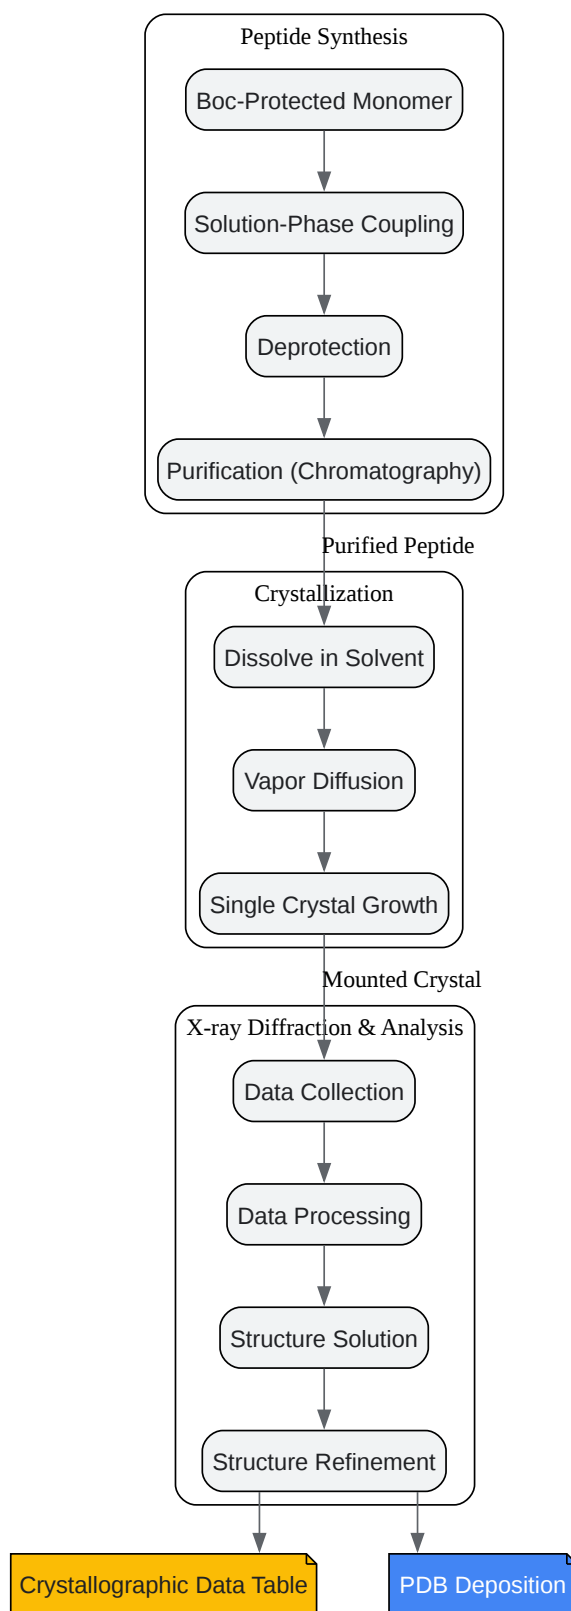 Peptide Synthesis
Boc-Protected Monomer
Solution-Phase Coupling
Deprotection
Purification (Chromatography)
Purified Peptide
Crystallization
Dissolve in Solvent
Vapor Diffusion
Single Crystal Growth
Mounted Crystal
X-ray Diffraction & Analysis
Data Collection
Data Processing
Structure Solution
Structure Refinement
Crystallographic Data Table
PDB Deposition